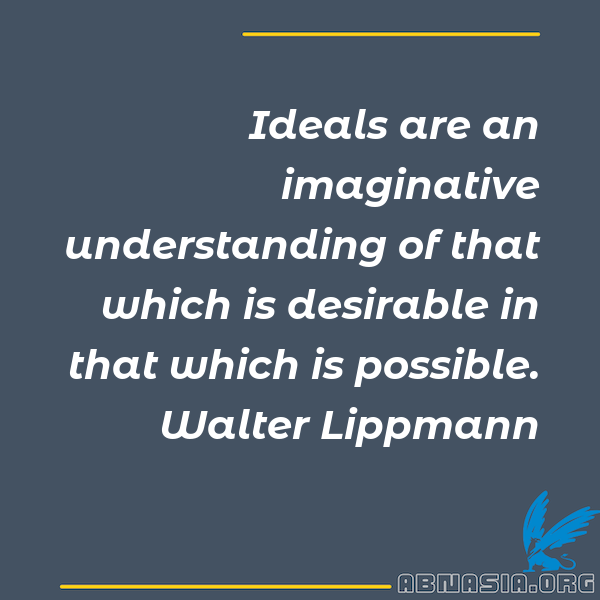 Ideals are an
imaginative
understanding of that
which is desirable in
that which is possible.
Walter Lippmann
ABNASIA.ORG